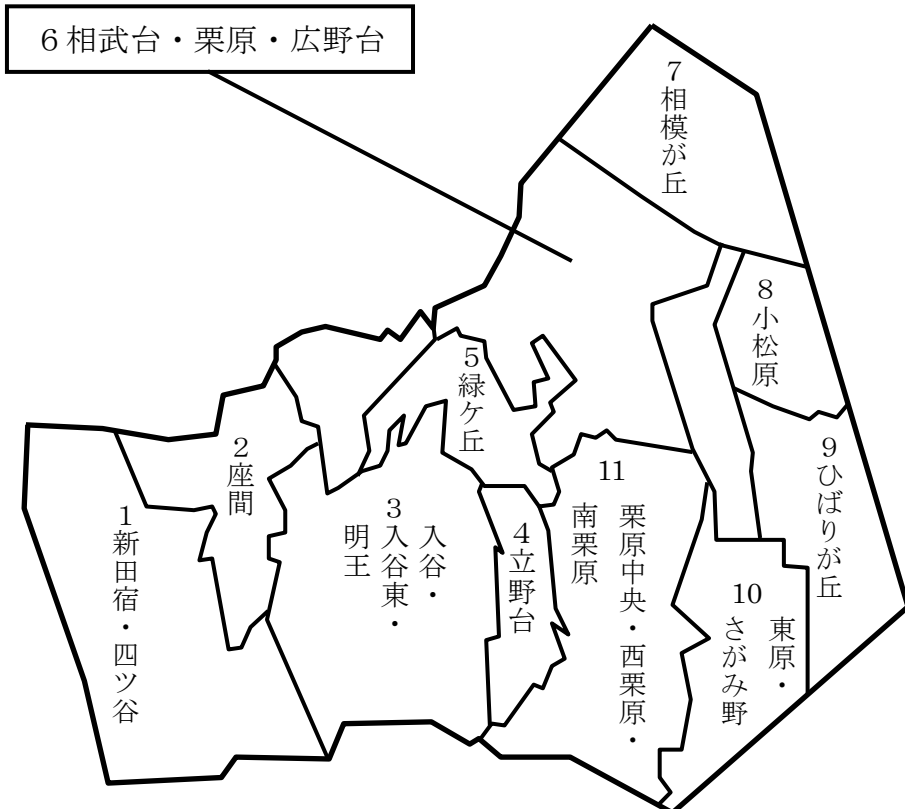 ６相武台・栗原・広野台
７相模が丘
８小松原
５緑ケ丘
９ひばりが丘
２座間
11
栗原中央・西栗原・
南栗原
入谷・
３入谷東・
明王
４立野台
１新田宿・四ツ谷
10
東原・
さがみ野